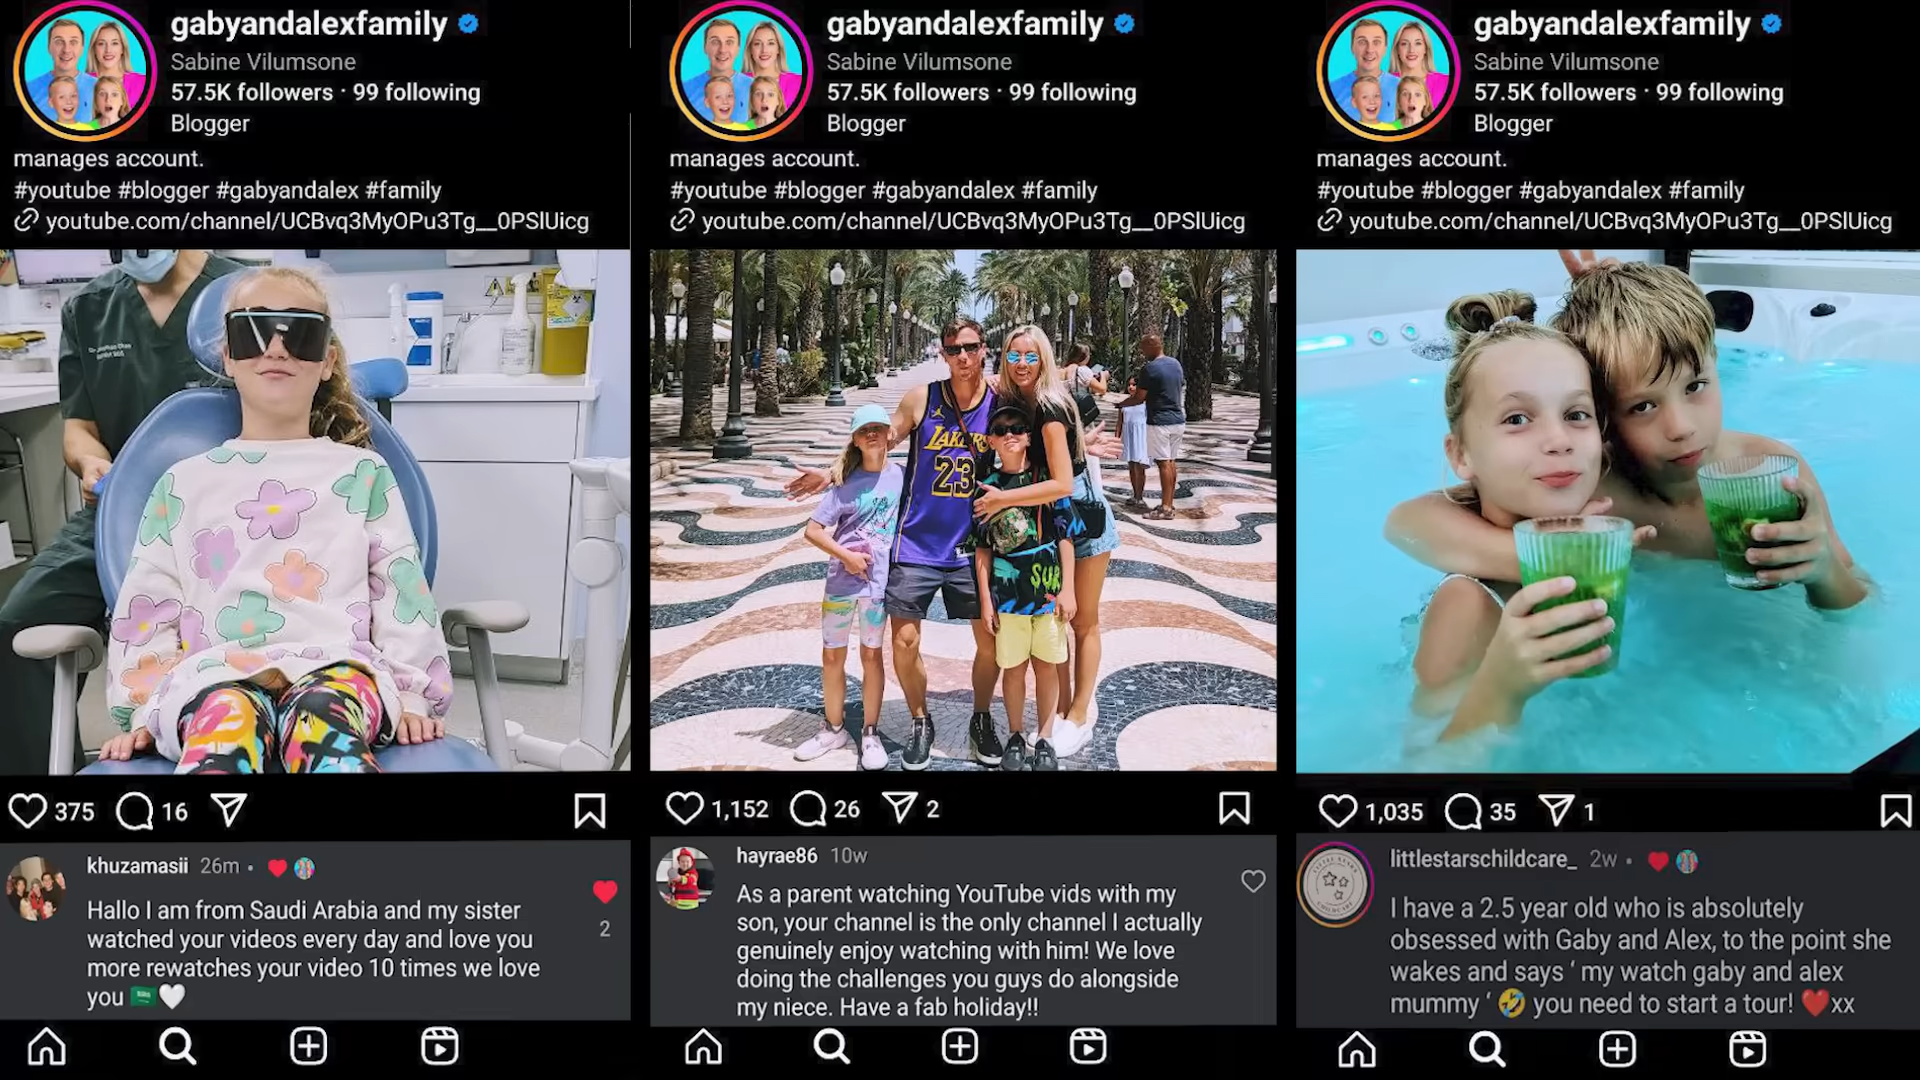 gabyandalexfamily
Sabine Vilumsone
57.5K followers · 99 following
Blogger
manages account.
#youtube #blogger #gabyandalex #family
youtube.com/channel/UCBvq3MyOPu3Tg__0PSlUicg
375 16
khuzamasii 26m •
Hallo I am from Saudi Arabia and my sister
watched your videos every day and love you
more rewatches your video 10 times we love
you 🇸🇦🤍
2
gabyandalexfamily
Sabine Vilumsone
57.5K followers · 99 following
Blogger
manages account.
#youtube #blogger #gabyandalex #family
youtube.com/channel/UCBvq3MyOPu3Tg__0PSlUicg
LAKERS
23
SUR
1,152 26 2
hayrae86 10w
As a parent watching YouTube vids with my
son, your channel is the only channel I actually
genuinely enjoy watching with him! We love
doing the challenges you guys do alongside
my niece. Have a fab holiday!!
gabyandalexfamily
Sabine Vilumsone
57.5K followers · 99 following
Blogger
manages account.
#youtube #blogger #gabyandalex #family
youtube.com/channel/UCBvq3MyOPu3Tg__0PSlUicg
1,035 35 1
littlestarschildcare_ 2w •
I have a 2.5 year old who is absolutely
obsessed with Gaby and Alex, to the point she
wakes and says ‘ my watch gaby and alex
mummy ‘ 🤣 you need to start a tour! ❤️xx